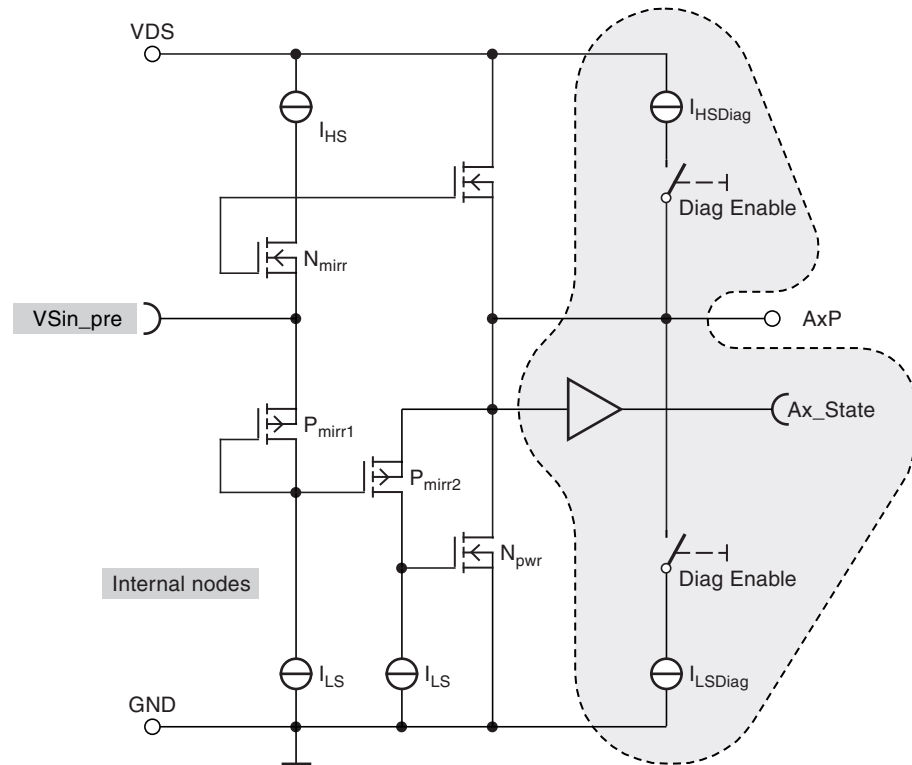 VDS
I_HS
I_HSDiag
Diag Enable
N_mirr
VSin_pre
AxP
Ax_State
P_mirr1
P_mirr2
N_pwr
Diag Enable
Internal nodes
I_LS
I_LS
I_LSDiag
GND